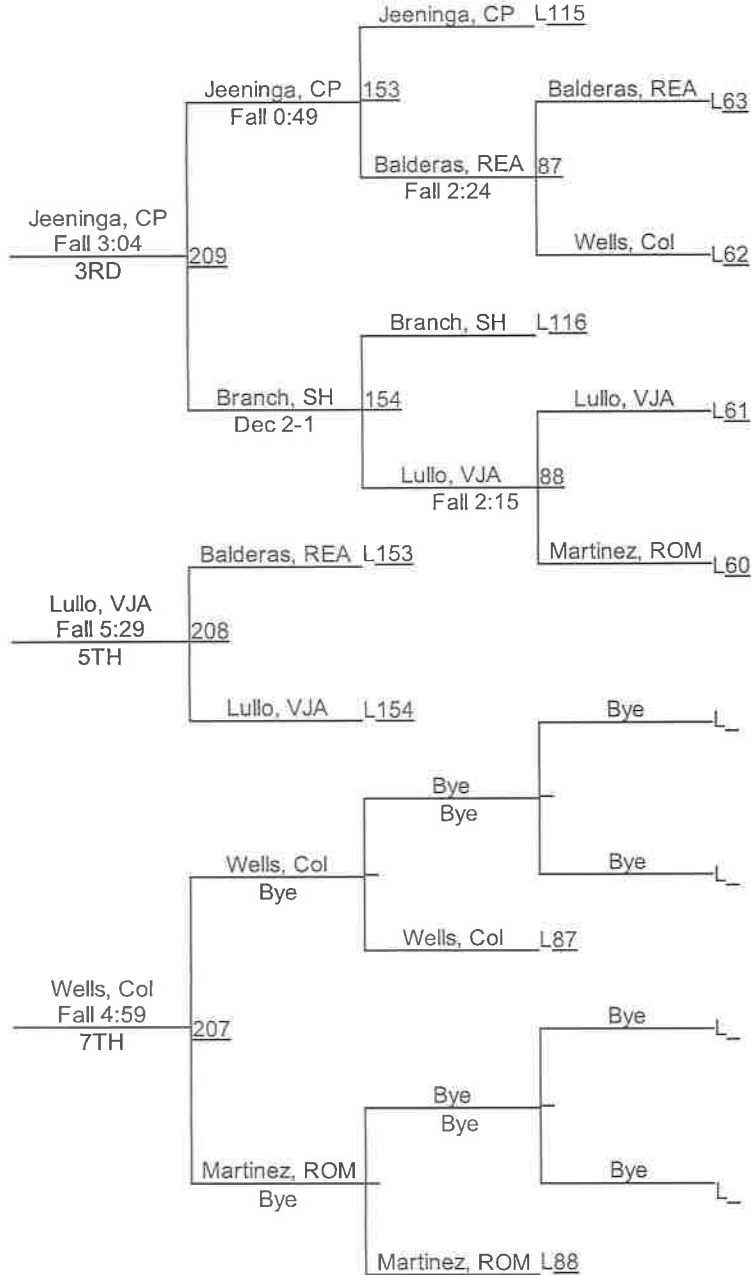 Jeeninga, CP L115
Jeeninga, CP 153 Balderas, REA L63
Fall 0:49
Balderas, REA 87
Fall 2:24
Jeeninga, CP
Fall 3:04 209 Wells, Col L62
3RD
Branch, SH L116
Branch, SH 154 Lullo, VJA L61
Dec 2-1
Lullo, VJA 88
Fall 2:15
Balderas, REA L153 Martinez, ROM L60
Lullo, VJA
Fall 5:29 208
5TH
Lullo, VJA L154 Bye L_
Bye
Bye
Wells, Col Bye L_
Bye
Wells, Col L87
Wells, Col
Fall 4:59 207 Bye L_
7TH
Bye
Bye
Martinez, ROM Bye L_
Bye
Martinez, ROM L88